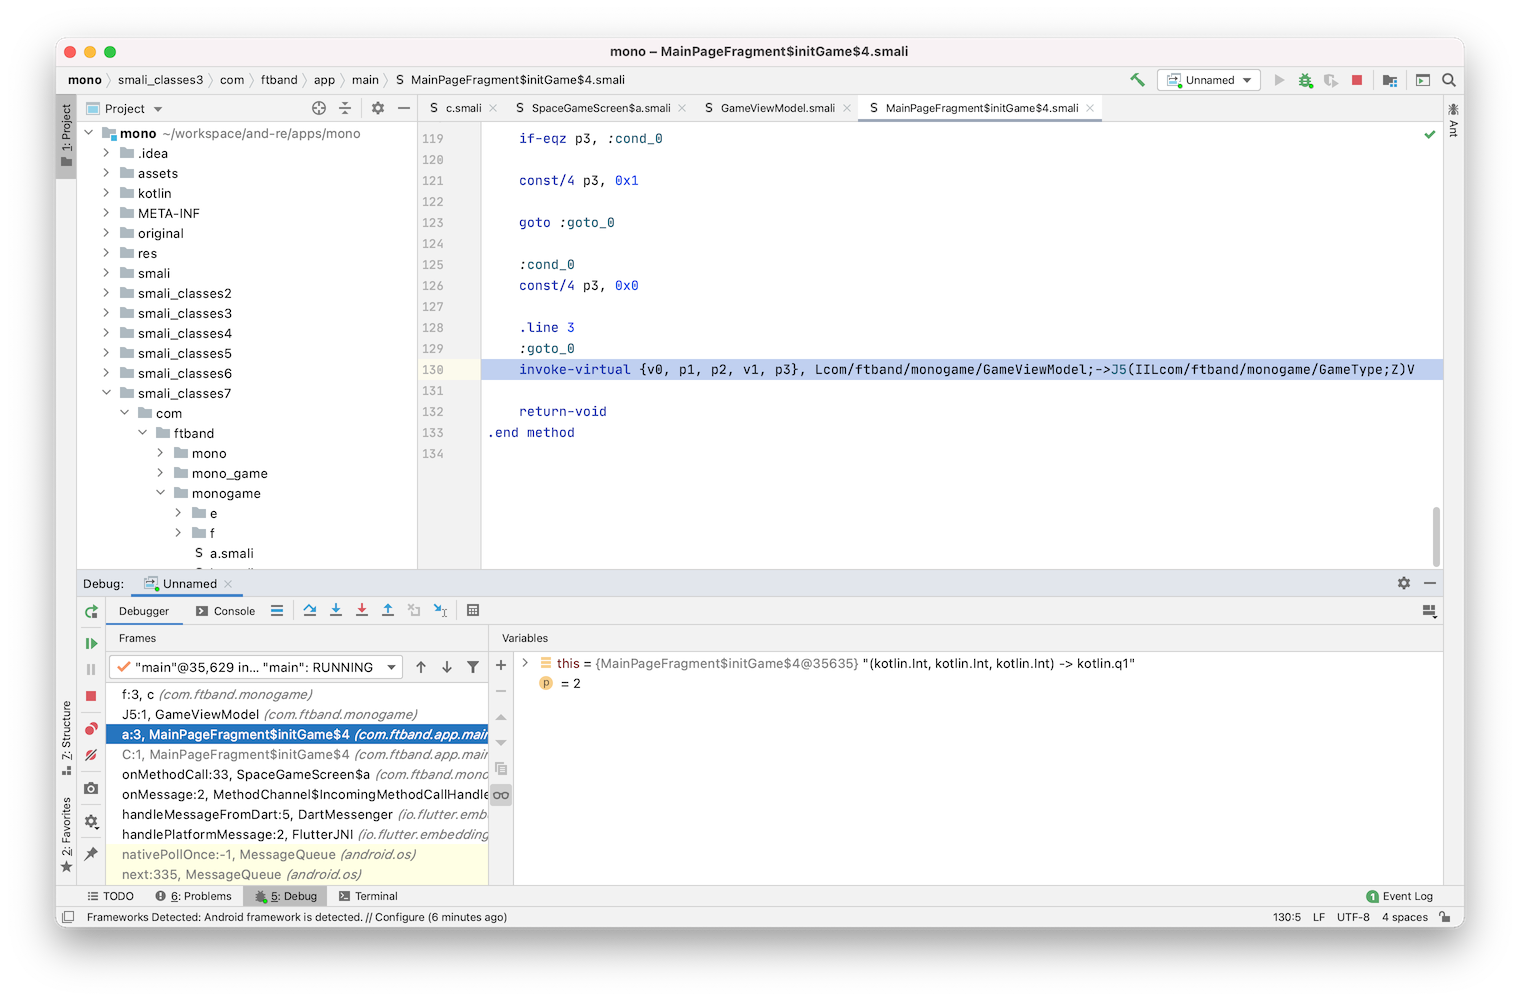 mono – MainPageFragment$initGame$4.smali
mono smali_classes3 com ftband app main S MainPageFragment$initGame$4.smali
Unnamed
1: Project
Project
S c.smali S SpaceGameScreen$a.smali S GameViewModel.smali S MainPageFragment$initGame$4.smali
Ant
mono ~/workspace/and-re/apps/mono
.idea
assets
kotlin
META-INF
original
res
smali
smali_classes2
smali_classes3
smali_classes4
smali_classes5
smali_classes6
smali_classes7
com
ftband
mono
mono_game
monogame
e
f
S a.smali
119 if-eqz p3, :cond_0
120
121 const/4 p3, 0x1
122
123 goto :goto_0
124
125 :cond_0
126 const/4 p3, 0x0
127
128 .line 3
129 :goto_0
130 invoke-virtual {v0, p1, p2, v1, p3}, Lcom/ftband/monogame/GameViewModel;->J5(IILcom/ftband/monogame/GameType;Z)V
131
132 return-void
133 .end method
134
Debug: Unnamed
Debugger Console
Frames
Variables
"main"@35,629 in... "main": RUNNING
f:3, c (com.ftband.monogame)
J5:1, GameViewModel (com.ftband.monogame)
a:3, MainPageFragment$initGame$4 (com.ftband.app.main
C:1, MainPageFragment$initGame$4 (com.ftband.app.main
onMethodCall:33, SpaceGameScreen$a (com.ftband.mono
onMessage:2, MethodChannel$IncomingMethodCallHandle
handleMessageFromDart:5, DartMessenger (io.flutter.emb
handlePlatformMessage:2, FlutterJNI (io.flutter.embedding
nativePollOnce:-1, MessageQueue (android.os)
next:335, MessageQueue (android.os)
this = {MainPageFragment$initGame$4@35635} "(kotlin.Int, kotlin.Int, kotlin.Int) -> kotlin.q1"
p = 2
Z: Structure
2: Favorites
TODO 6: Problems 5: Debug Terminal
1 Event Log
Frameworks Detected: Android framework is detected. // Configure (6 minutes ago)
130:5 LF UTF-8 4 spaces